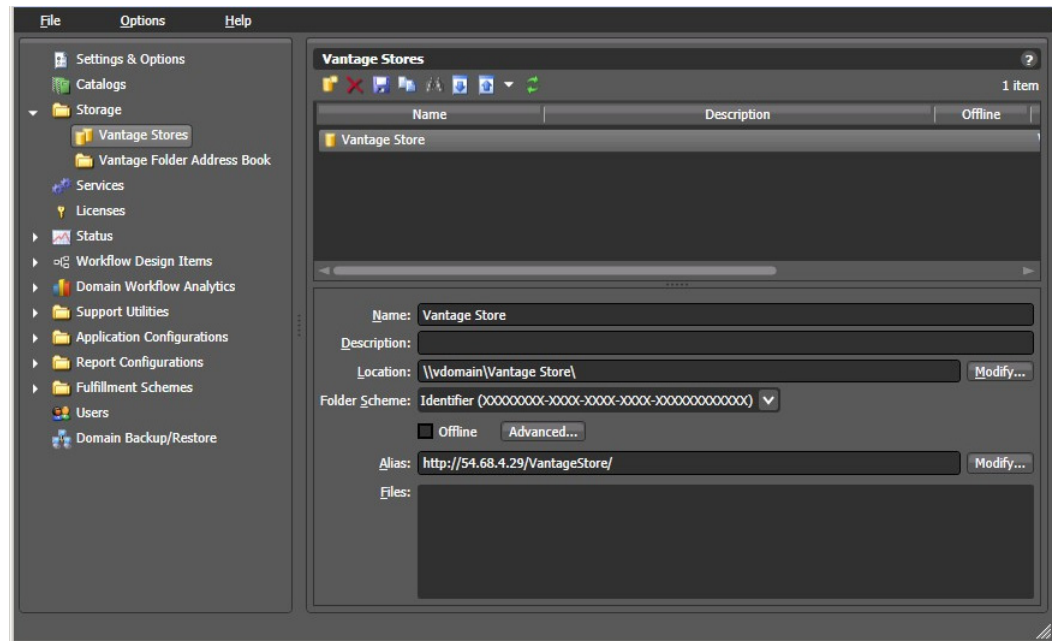 File Options Help
Settings & Options
Catalogs
Storage
Vantage Stores
Vantage Folder Address Book
Services
Licenses
Status
Workflow Design Items
Domain Workflow Analytics
Support Utilities
Application Configurations
Report Configurations
Fulfillment Schemes
Users
Domain Backup/Restore
Vantage Stores ?
1 item
Name Description Offline
Vantage Store
Name: Vantage Store
Description:
Location: \\vdomain\Vantage Store\ Modify...
Folder Scheme: Identifier (XXXXXXXX-XXXX-XXXX-XXXX-XXXXXXXXXXXX)
Offline Advanced...
Alias: http://54.68.4.29/VantageStore/ Modify...
Files: